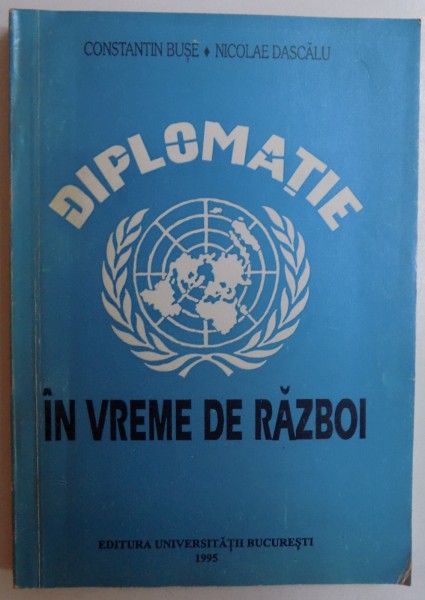 CONSTANTIN BUȘE ♦ NICOLAE DASCĂLU
DIPLOMAȚIE
ÎN VREME DE RĂZBOI
EDITURA UNIVERSITĂȚII BUCUREȘTI
1995